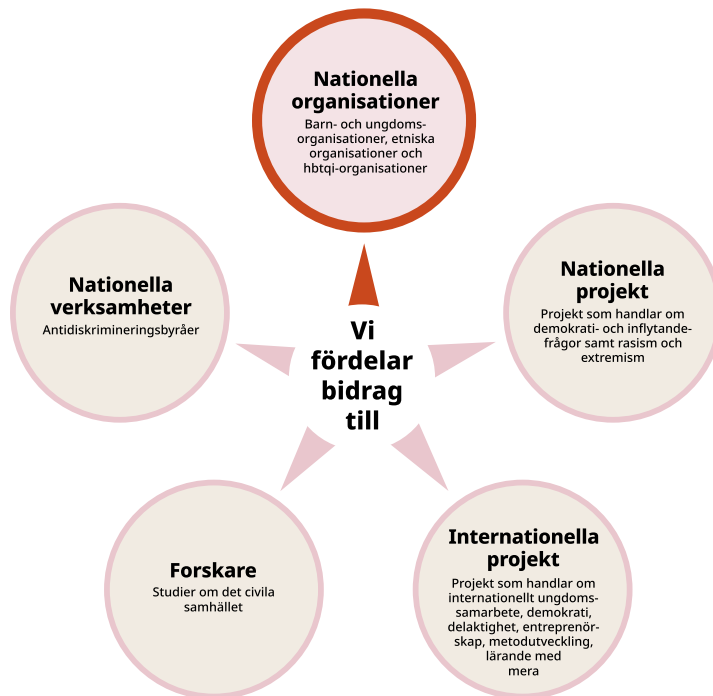 Nationella
organisationer
Barn- och ungdoms-
organisationer, etniska
organisationer och
hbtqi-organisationer
Nationella
verksamheter
Antidiskrimineringsbyråer
Nationella
projekt
Projekt som handlar om
demokrati- och inflytande-
frågor samt rasism och
extremism
Vi
fördelar
bidrag
till
Forskare
Studier om det civila
samhället
Internationella
projekt
Projekt som handlar om
internationellt ungdoms-
samarbete, demokrati,
delaktighet, entreprenör-
skap, metodutveckling,
lärande med
mera